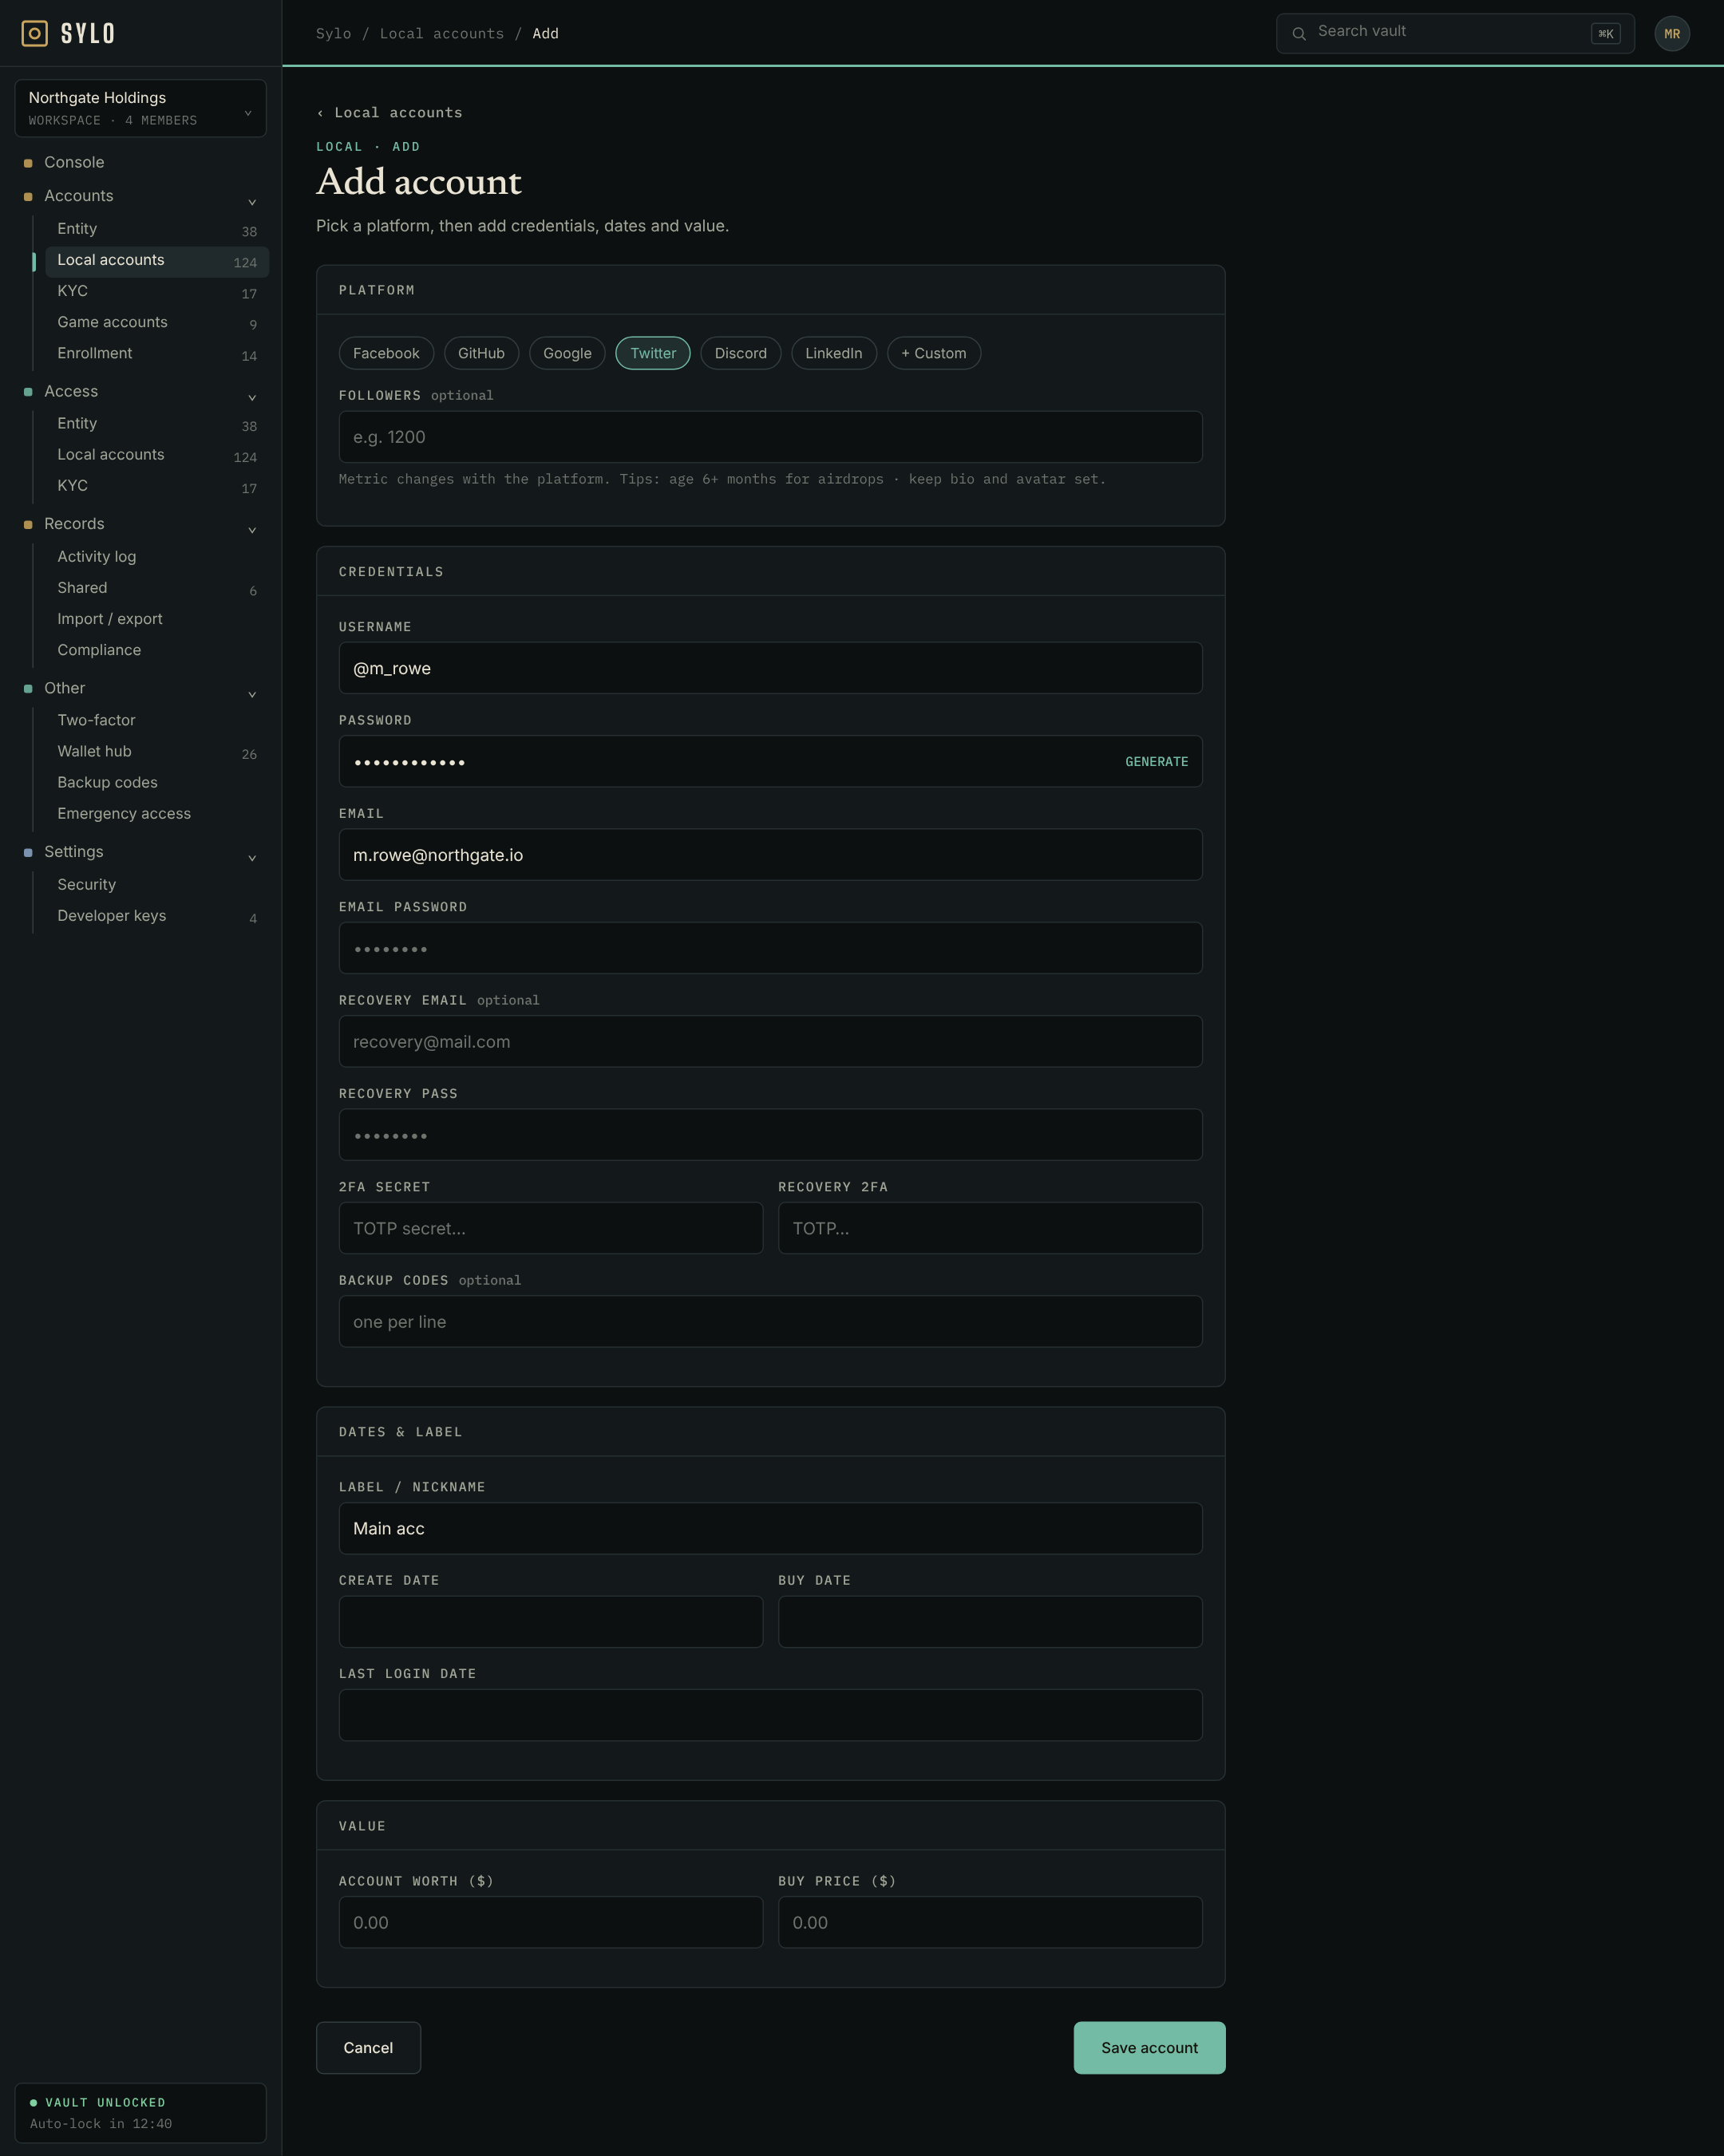 SYLO
Sylo / Local accounts / Add
Search vault
⌘K
MR
Northgate Holdings
WORKSPACE · 4 MEMBERS
Console
Accounts
Entity 38
Local accounts 124
KYC 17
Game accounts 9
Enrollment 14
Access
Entity 38
Local accounts 124
KYC 17
Records
Activity log
Shared 6
Import / export
Compliance
Other
Two-factor
Wallet hub 26
Backup codes
Emergency access
Settings
Security
Developer keys 4
VAULT UNLOCKED
Auto-lock in 12:40
‹ Local accounts
LOCAL · ADD
Add account
Pick a platform, then add credentials, dates and value.
PLATFORM
Facebook GitHub Google Twitter Discord LinkedIn + Custom
FOLLOWERS optional
e.g. 1200
Metric changes with the platform. Tips: age 6+ months for airdrops · keep bio and avatar set.
CREDENTIALS
USERNAME
@m_rowe
PASSWORD
•••••••••••• GENERATE
EMAIL
m.rowe@northgate.io
EMAIL PASSWORD
••••••••
RECOVERY EMAIL optional
recovery@mail.com
RECOVERY PASS
••••••••
2FA SECRET RECOVERY 2FA
TOTP secret... TOTP...
BACKUP CODES optional
one per line
DATES & LABEL
LABEL / NICKNAME
Main acc
CREATE DATE BUY DATE
LAST LOGIN DATE
VALUE
ACCOUNT WORTH ($) BUY PRICE ($)
0.00 0.00
Cancel Save account